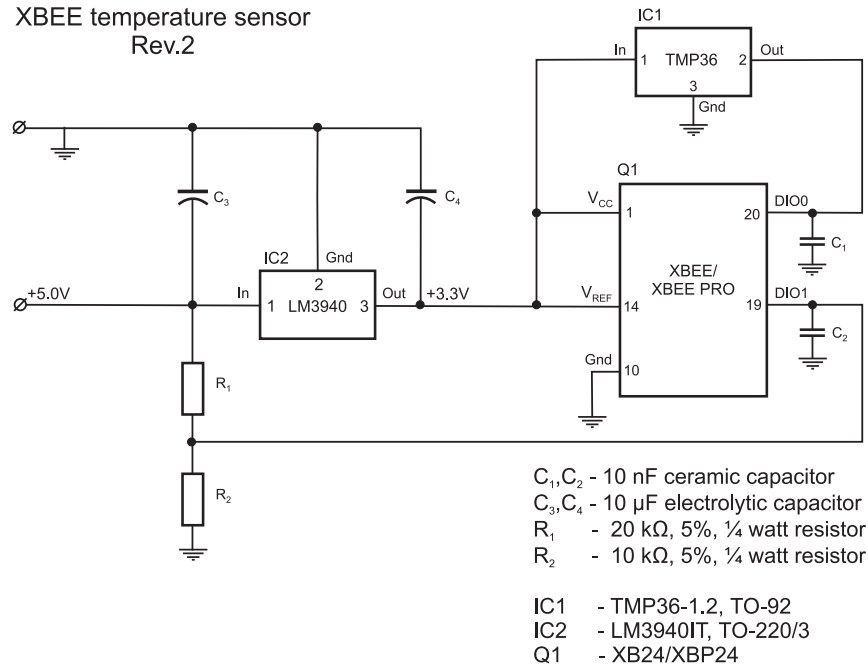 XBEE temperature sensor
Rev.2
IC1
In
1
TMP36
2
Out
3
Gnd
Q1
C₃
C₄
V_CC
1
20
DIO0
C₁
IC2
Gnd
+5.0V
In
1
2
LM3940
3
Out
+3.3V
V_REF
14
XBEE/
XBEE PRO
19
DIO1
C₂
Gnd
10
R₁
R₂
C₁,C₂ - 10 nF ceramic capacitor
C₃,C₄ - 10 µF electrolytic capacitor
R₁ - 20 kΩ, 5%, ¼ watt resistor
R₂ - 10 kΩ, 5%, ¼ watt resistor
IC1 - TMP36-1.2, TO-92
IC2 - LM3940IT, TO-220/3
Q1 - XB24/XBP24